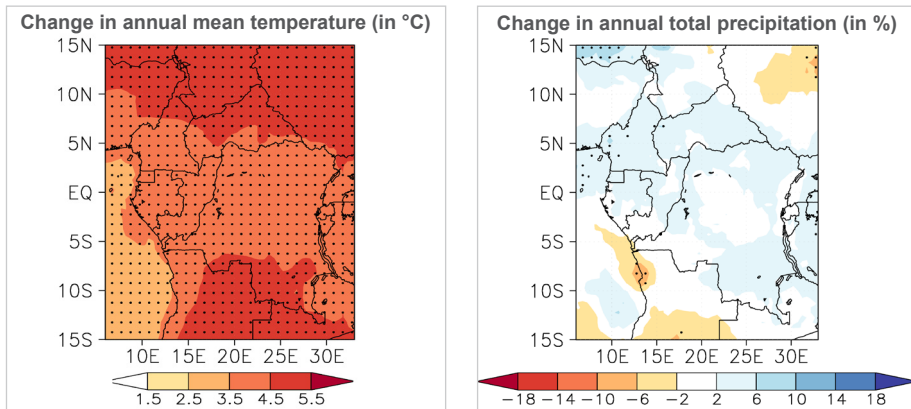 Change in annual mean temperature (in °C)
15N
10N
5N
EQ
5S
10S
15S
10E 15E 20E 25E 30E
1.5 2.5 3.5 4.5 5.5
Change in annual total precipitation (in %)
15N
10N
5N
EQ
5S
10S
15S
10E 15E 20E 25E 30E
−18 −14 −10 −6 −2 2 6 10 14 18